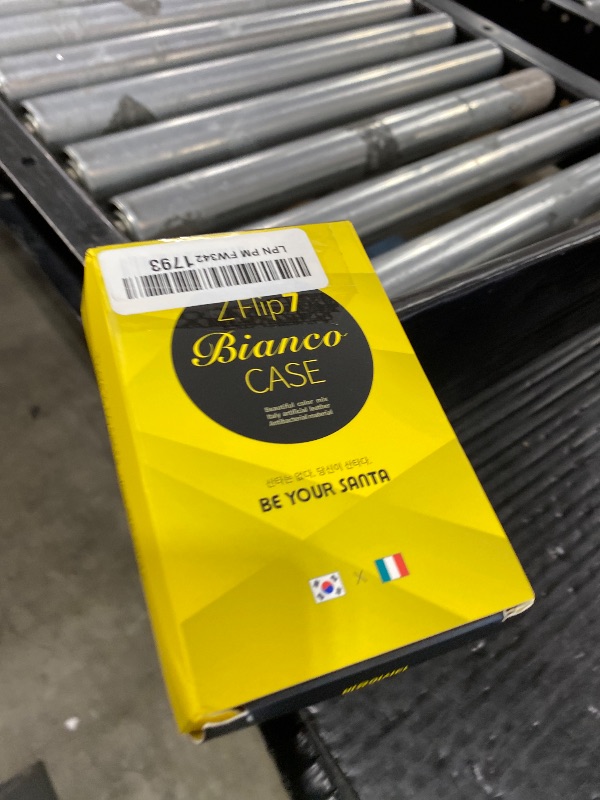 LPN PM FW3421793
Z Flip7
Bianco
CASE
Beautiful color mix
Italy artificial leather
Antibacterial material
산타는 없다. 당신이 산타다.
BE YOUR SANTA
X